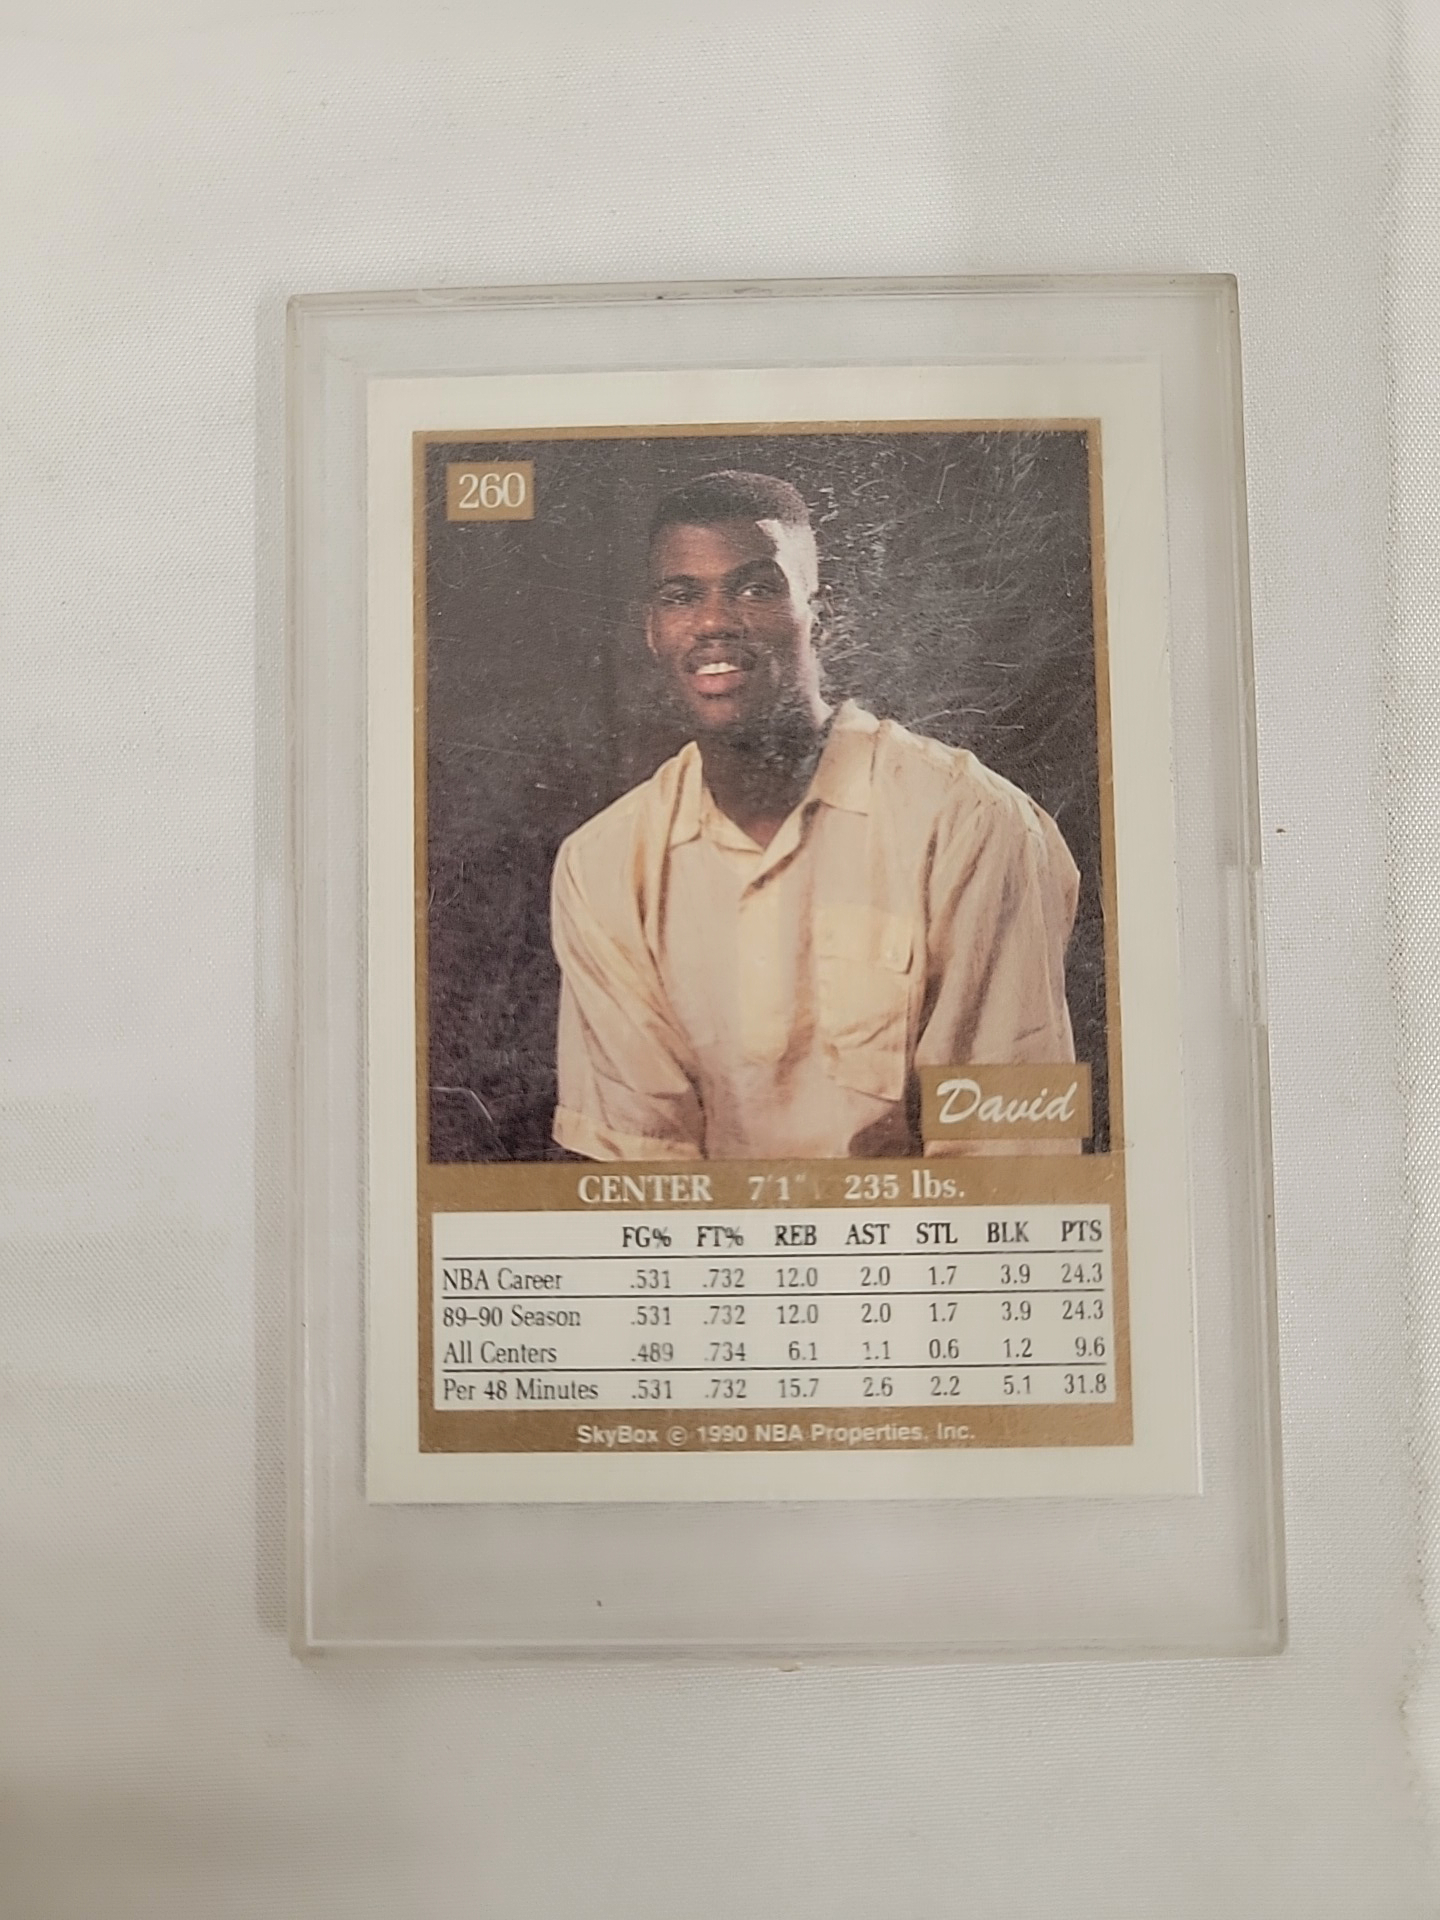 260
David
CENTER 7'1" 235 lbs.
FG% FT% REB AST STL BLK PTS
NBA Career .531 .732 12.0 2.0 1.7 3.9 24.3
89–90 Season .531 .732 12.0 2.0 1.7 3.9 24.3
All Centers .489 .734 6.1 1.1 0.6 1.2 9.6
Per 48 Minutes .531 .732 15.7 2.6 2.2 5.1 31.8
SkyBox © 1990 NBA Properties, Inc.